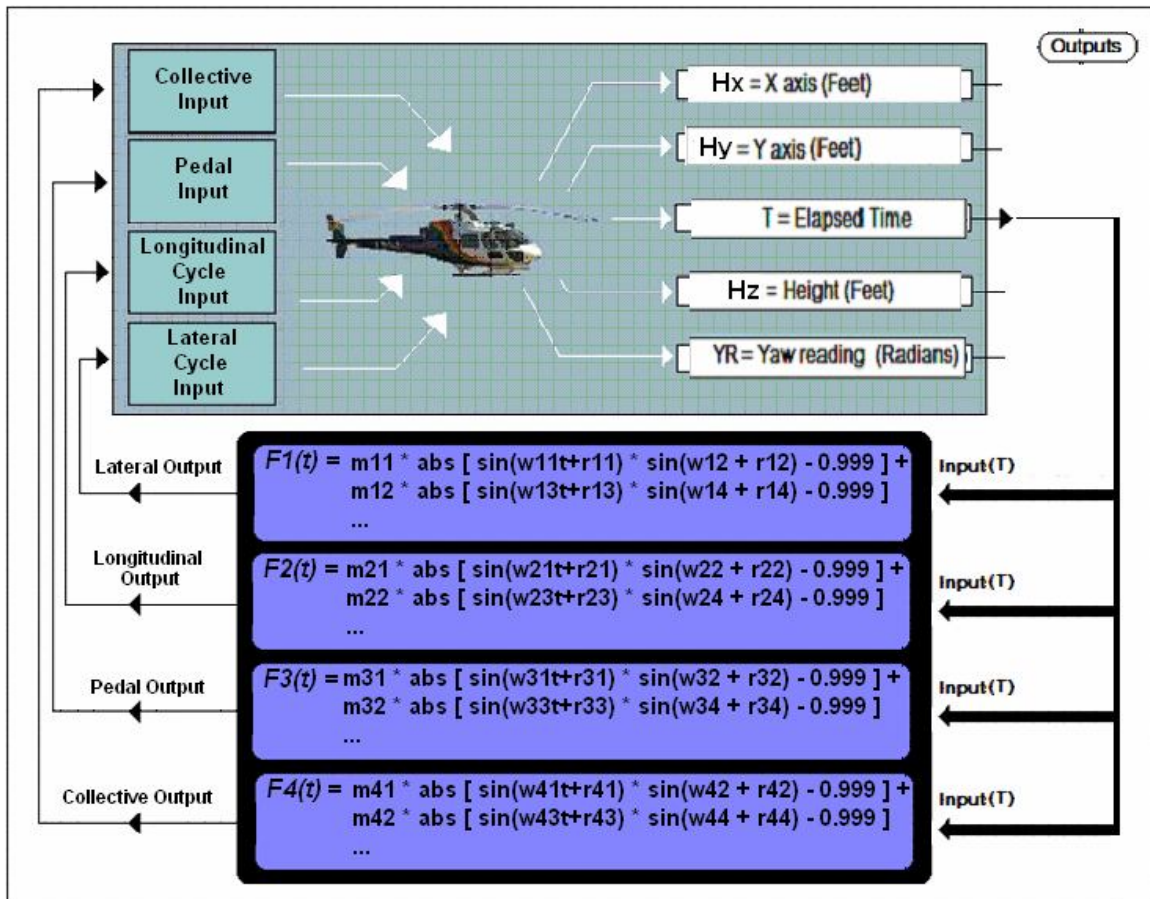 Outputs
Collective
Input
Pedal
Input
Longitudinal
Cycle
Input
Lateral
Cycle
Input
Hx = X axis (Feet)
Hy = Y axis (Feet)
T = Elapsed Time
Hz = Height (Feet)
YR = Yaw reading (Radians)
Lateral Output
F1(t) = m11 * abs [ sin(w11t+r11) * sin(w12 + r12) - 0.999 ] +
m12 * abs [ sin(w13t+r13) * sin(w14 + r14) - 0.999 ]
...
Input(T)
Longitudinal
Output
F2(t) = m21 * abs [ sin(w21t+r21) * sin(w22 + r22) - 0.999 ] +
m22 * abs [ sin(w23t+r23) * sin(w24 + r24) - 0.999 ]
...
Input(T)
Pedal Output
F3(t) = m31 * abs [ sin(w31t+r31) * sin(w32 + r32) - 0.999 ] +
m32 * abs [ sin(w33t+r33) * sin(w34 + r34) - 0.999 ]
...
Input(T)
Collective Output
F4(t) = m41 * abs [ sin(w41t+r41) * sin(w42 + r42) - 0.999 ] +
m42 * abs [ sin(w43t+r43) * sin(w44 + r44) - 0.999 ]
...
Input(T)